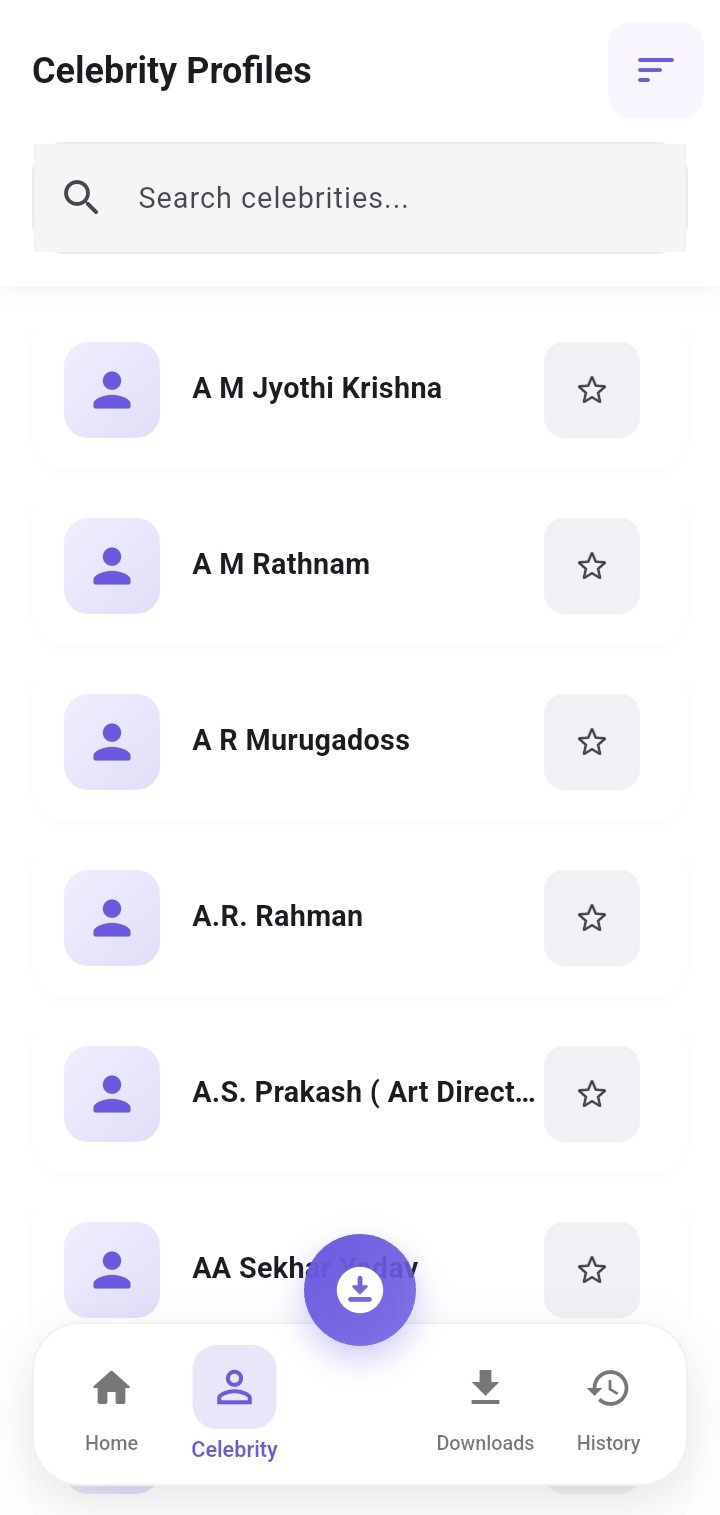 Celebrity Profiles
Search celebrities...
A M Jyothi Krishna
A M Rathnam
A R Murugadoss
A.R. Rahman
A.S. Prakash ( Art Direct...
AA Sekhar Yadav
Home
Celebrity
Downloads
History